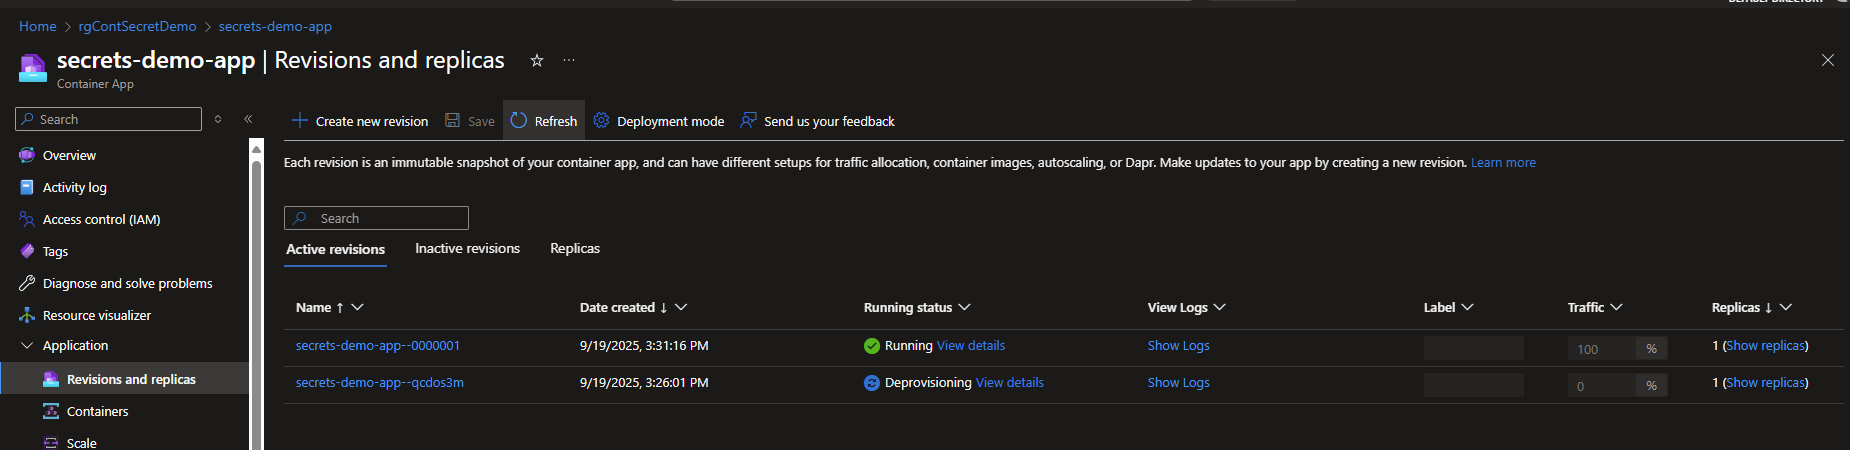 DEFAULT DIRECTORY
Home > rgContSecretDemo > secrets-demo-app
secrets-demo-app | Revisions and replicas
Container App
Search
Create new revision Save Refresh Deployment mode Send us your feedback
Overview
Activity log
Access control (IAM)
Tags
Diagnose and solve problems
Resource visualizer
Application
Revisions and replicas
Containers
Scale
Each revision is an immutable snapshot of your container app, and can have different setups for traffic allocation, container images, autoscaling, or Dapr. Make updates to your app by creating a new revision. Learn more
Search
Active revisions Inactive revisions Replicas
Name ↑ Date created ↓ Running status View Logs Label Traffic Replicas ↓
secrets-demo-app--0000001 9/19/2025, 3:31:16 PM Running View details Show Logs 100 % 1 (Show replicas)
secrets-demo-app--qcdos3m 9/19/2025, 3:26:01 PM Deprovisioning View details Show Logs 0 % 1 (Show replicas)